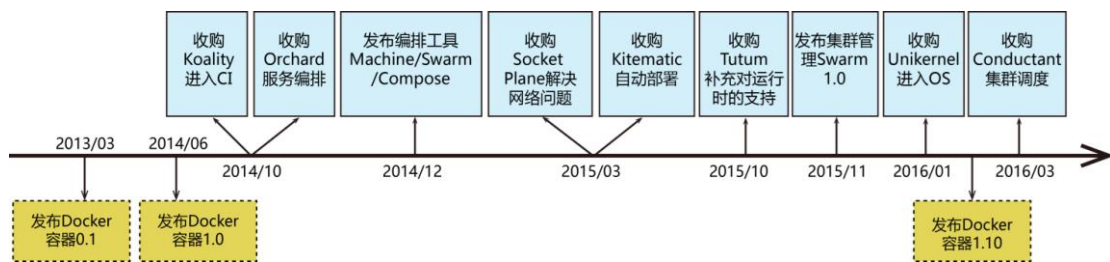 收购
Koality
进入CI
收购
Orchard
服务编排
发布编排工具
Machine/Swarm
/Compose
收购
Socket
Plane解决
网络问题
收购
Kitematic
自动部署
收购
Tutum
补充对运行
时的支持
发布集群管
理Swarm
1.0
收购
Unikernel
进入OS
收购
Conductant
集群调度
2013/03
2014/06
2014/10
2014/12
2015/03
2015/10
2015/11
2016/01
2016/03
发布Docker
容器0.1
发布Docker
容器1.0
发布Docker
容器1.10